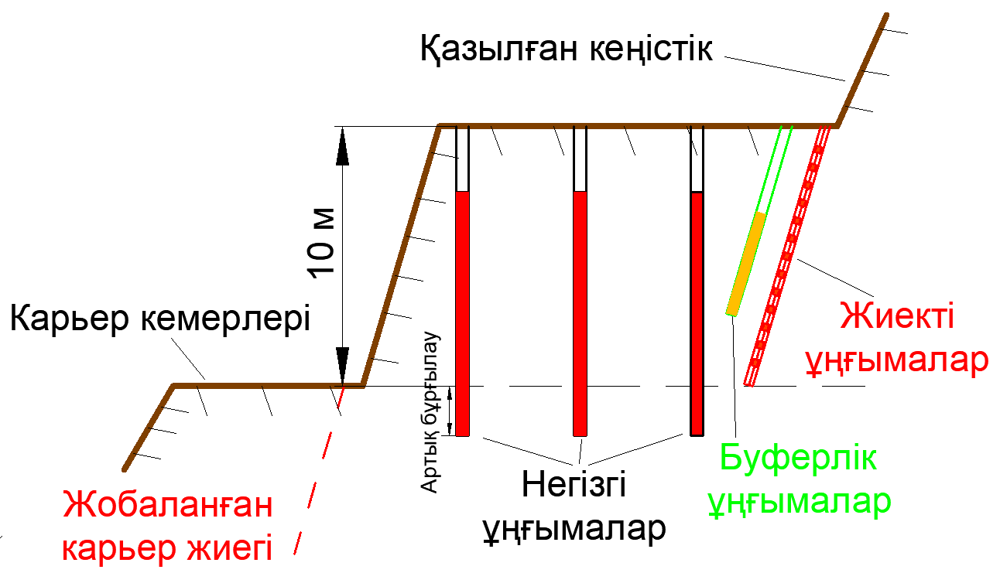 Қазылған кеңістік
10 м
Карьер кемерлері
Артық бұрғылау
Жиекті
ұңғымалар
Буферлік
ұңғымалар
Негізгі
ұңғымалар
Жобаланған
карьер жиегі